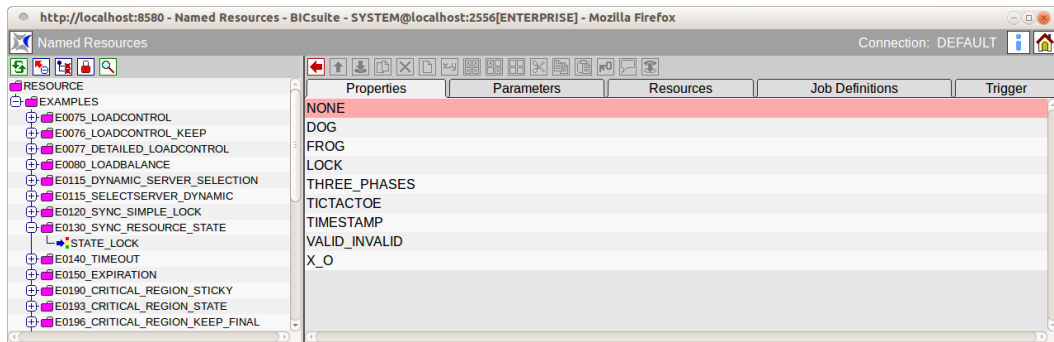 http://localhost:8580 - Named Resources - BICsuite - SYSTEM@localhost:2556[ENTERPRISE] - Mozilla Firefox
Named Resources
Connection: DEFAULT
Properties
Parameters
Resources
Job Definitions
Trigger
RESOURCE
EXAMPLES
E0075_LOADCONTROL
E0076_LOADCONTROL_KEEP
E0077_DETAILED_LOADCONTROL
E0080_LOADBALANCE
E0115_DYNAMIC_SERVER_SELECTION
E0115_SELECTSERVER_DYNAMIC
E0120_SYNC_SIMPLE_LOCK
E0130_SYNC_RESOURCE_STATE
STATE_LOCK
E0140_TIMEOUT
E0150_EXPIRATION
E0190_CRITICAL_REGION_STICKY
E0193_CRITICAL_REGION_STATE
E0196_CRITICAL_REGION_KEEP_FINAL
NONE
DOG
FROG
LOCK
THREE_PHASES
TICTACTOE
TIMESTAMP
VALID_INVALID
X_O